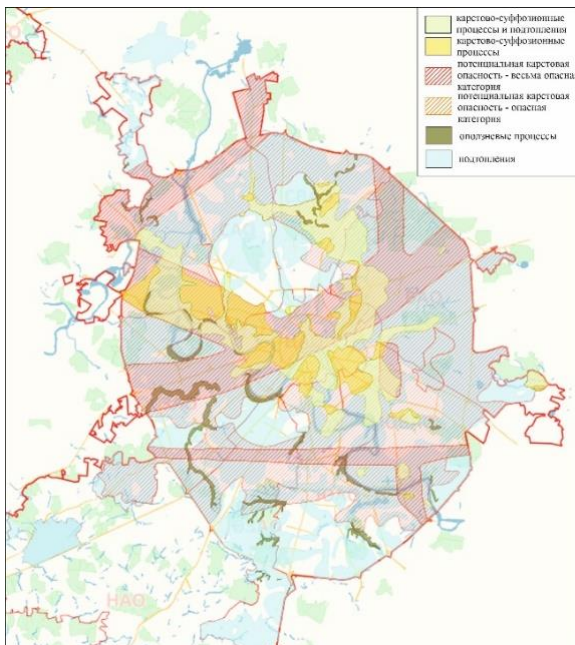 карстово-суффозионные
процессы и подтопления
карстово-суффозионные
процессы
потенциальная карстовая
опасность - весьма опасная
категория
потенциальная карстовая
опасность - опасная
категория
оползневые процессы
подтопления
НАО